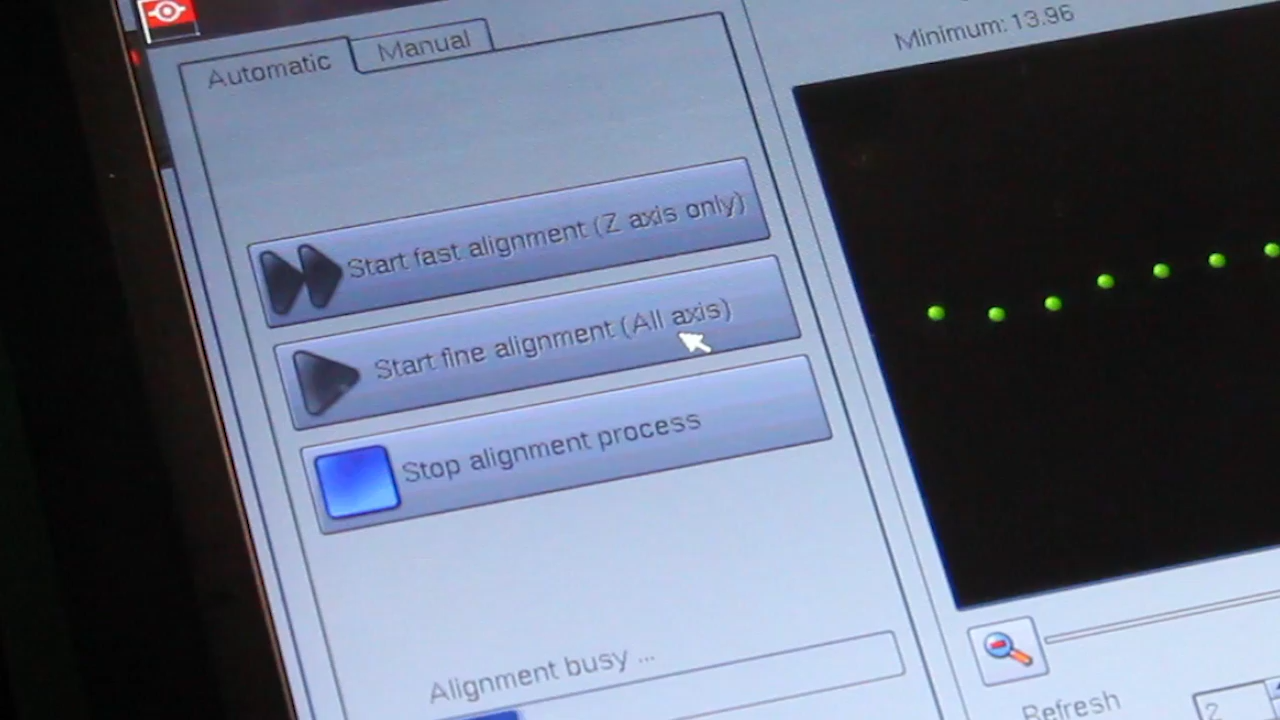 Automatic
Manual
Minimum: 13.96
Start fast alignment (Z axis only)
Start fine alignment (All axis)
Stop alignment process
Alignment busy ...
Refresh
2